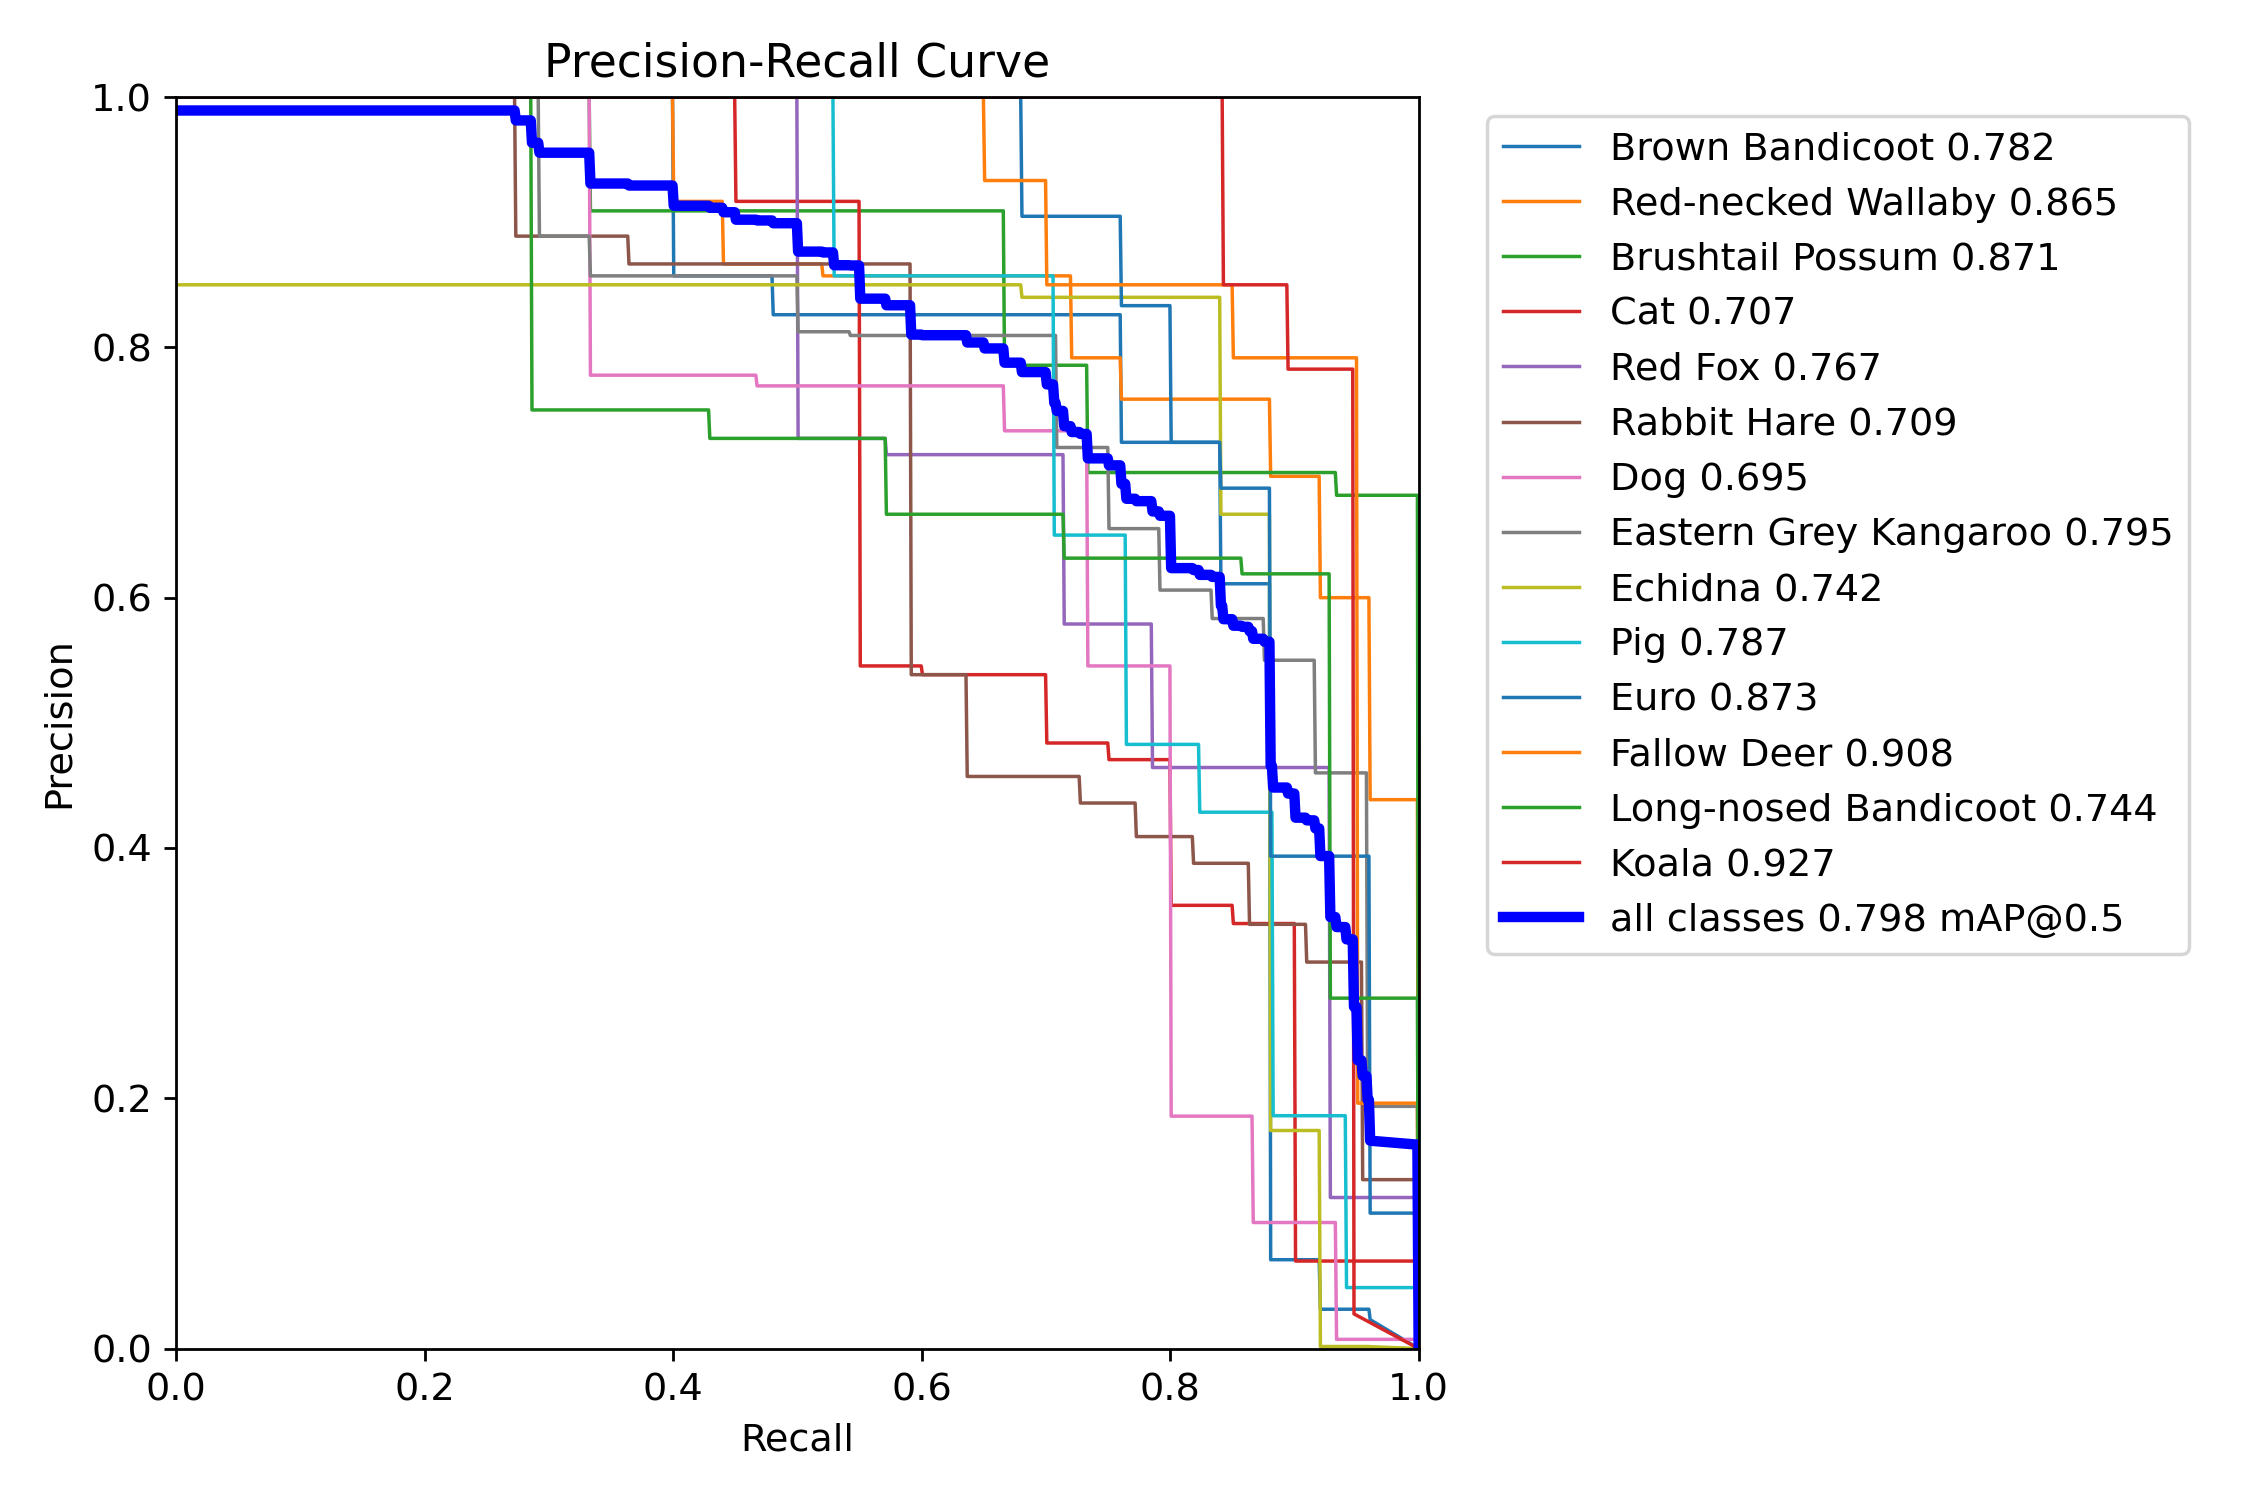 Precision-Recall Curve
1.0
0.8
0.6
0.4
0.2
0.0
Precision
0.0 0.2 0.4 0.6 0.8 1.0
Recall
Brown Bandicoot 0.782
Red-necked Wallaby 0.865
Brushtail Possum 0.871
Cat 0.707
Red Fox 0.767
Rabbit Hare 0.709
Dog 0.695
Eastern Grey Kangaroo 0.795
Echidna 0.742
Pig 0.787
Euro 0.873
Fallow Deer 0.908
Long-nosed Bandicoot 0.744
Koala 0.927
all classes 0.798 mAP@0.5